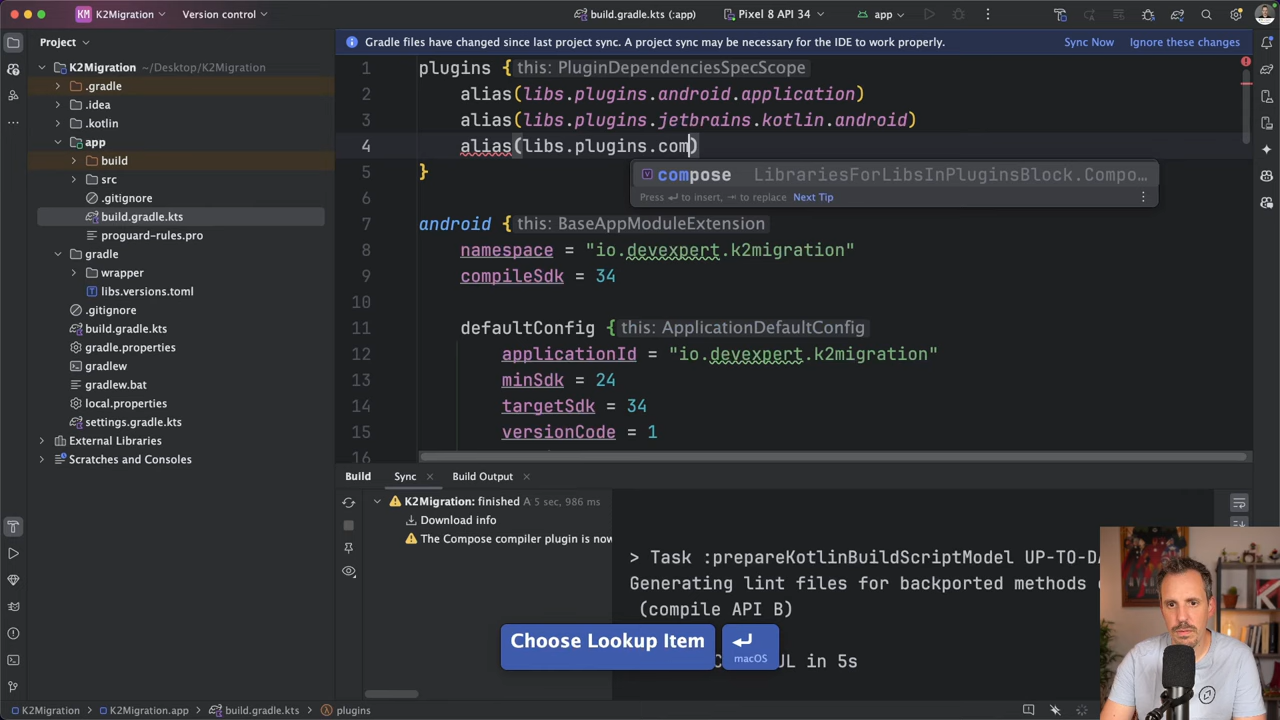 KM K2Migration Version control build.gradle.kts (:app) Pixel 8 API 34 app
Project
K2Migration ~/Desktop/K2Migration
.gradle
.idea
.kotlin
app
build
src
.gitignore
build.gradle.kts
proguard-rules.pro
gradle
wrapper
libs.versions.toml
.gitignore
build.gradle.kts
gradle.properties
gradlew
gradlew.bat
local.properties
settings.gradle.kts
External Libraries
Scratches and Consoles
Gradle files have changed since last project sync. A project sync may be necessary for the IDE to work properly. Sync Now Ignore these changes
1 plugins { this: PluginDependenciesSpecScope
2 alias(libs.plugins.android.application)
3 alias(libs.plugins.jetbrains.kotlin.android)
4 alias(libs.plugins.com)
5 }
compose LibrariesForLibsInPluginsBlock.Compo…
Press ↵ to insert, ⇥ to replace Next Tip
6
7 android { this: BaseAppModuleExtension
8 namespace = "io.devexpert.k2migration"
9 compileSdk = 34
10
11 defaultConfig { this: ApplicationDefaultConfig
12 applicationId = "io.devexpert.k2migration"
13 minSdk = 24
14 targetSdk = 34
15 versionCode = 1
16
Build Sync Build Output
K2Migration: finished A 5 sec, 986 ms
Download info
The Compose compiler plugin is now
> Task :prepareKotlinBuildScriptModel UP-TO-DA
Generating lint files for backported methods
(compile API B)
UL in 5s
Choose Lookup Item ↵
macOS
K2Migration K2Migration.app build.gradle.kts plugins